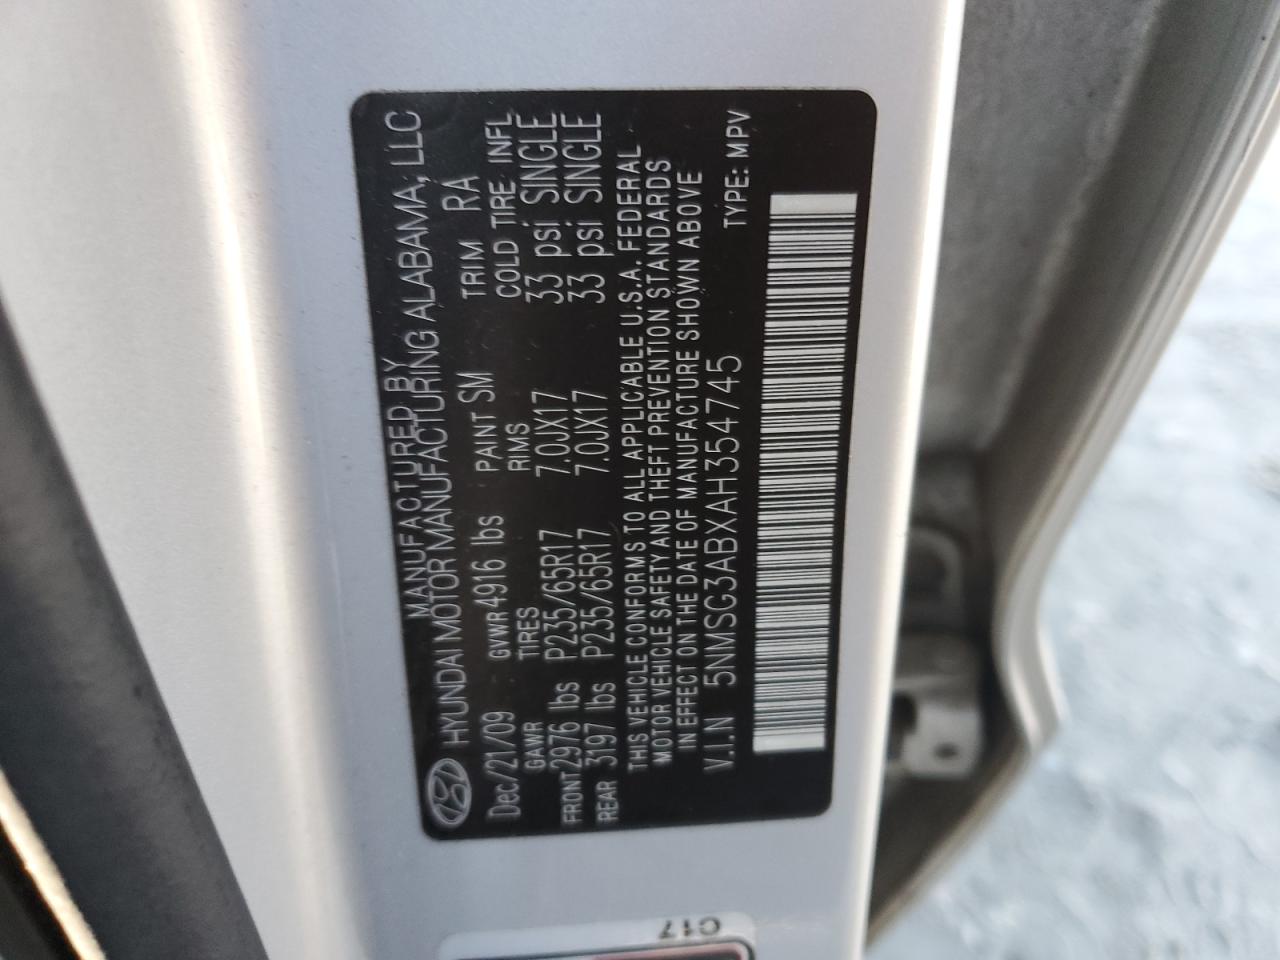 MANUFACTURED BY
HYUNDAI MOTOR MANUFACTURING ALABAMA, LLC
Dec/21/09 GVWR 4916 lbs PAINT SM TRIM RA
GAWR TIRES RIMS COLD TIRE INFL
FRONT 2976 lbs P235/65R17 7.0JX17 33 psi SINGLE
REAR 3197 lbs P235/65R17 7.0JX17 33 psi SINGLE
THIS VEHICLE CONFORMS TO ALL APPLICABLE U.S.A. FEDERAL
MOTOR VEHICLE SAFETY AND THEFT PREVENTION STANDARDS
IN EFFECT ON THE DATE OF MANUFACTURE SHOWN ABOVE
V.I.N 5NMSG3ABXAH354745 TYPE: MPV
C17